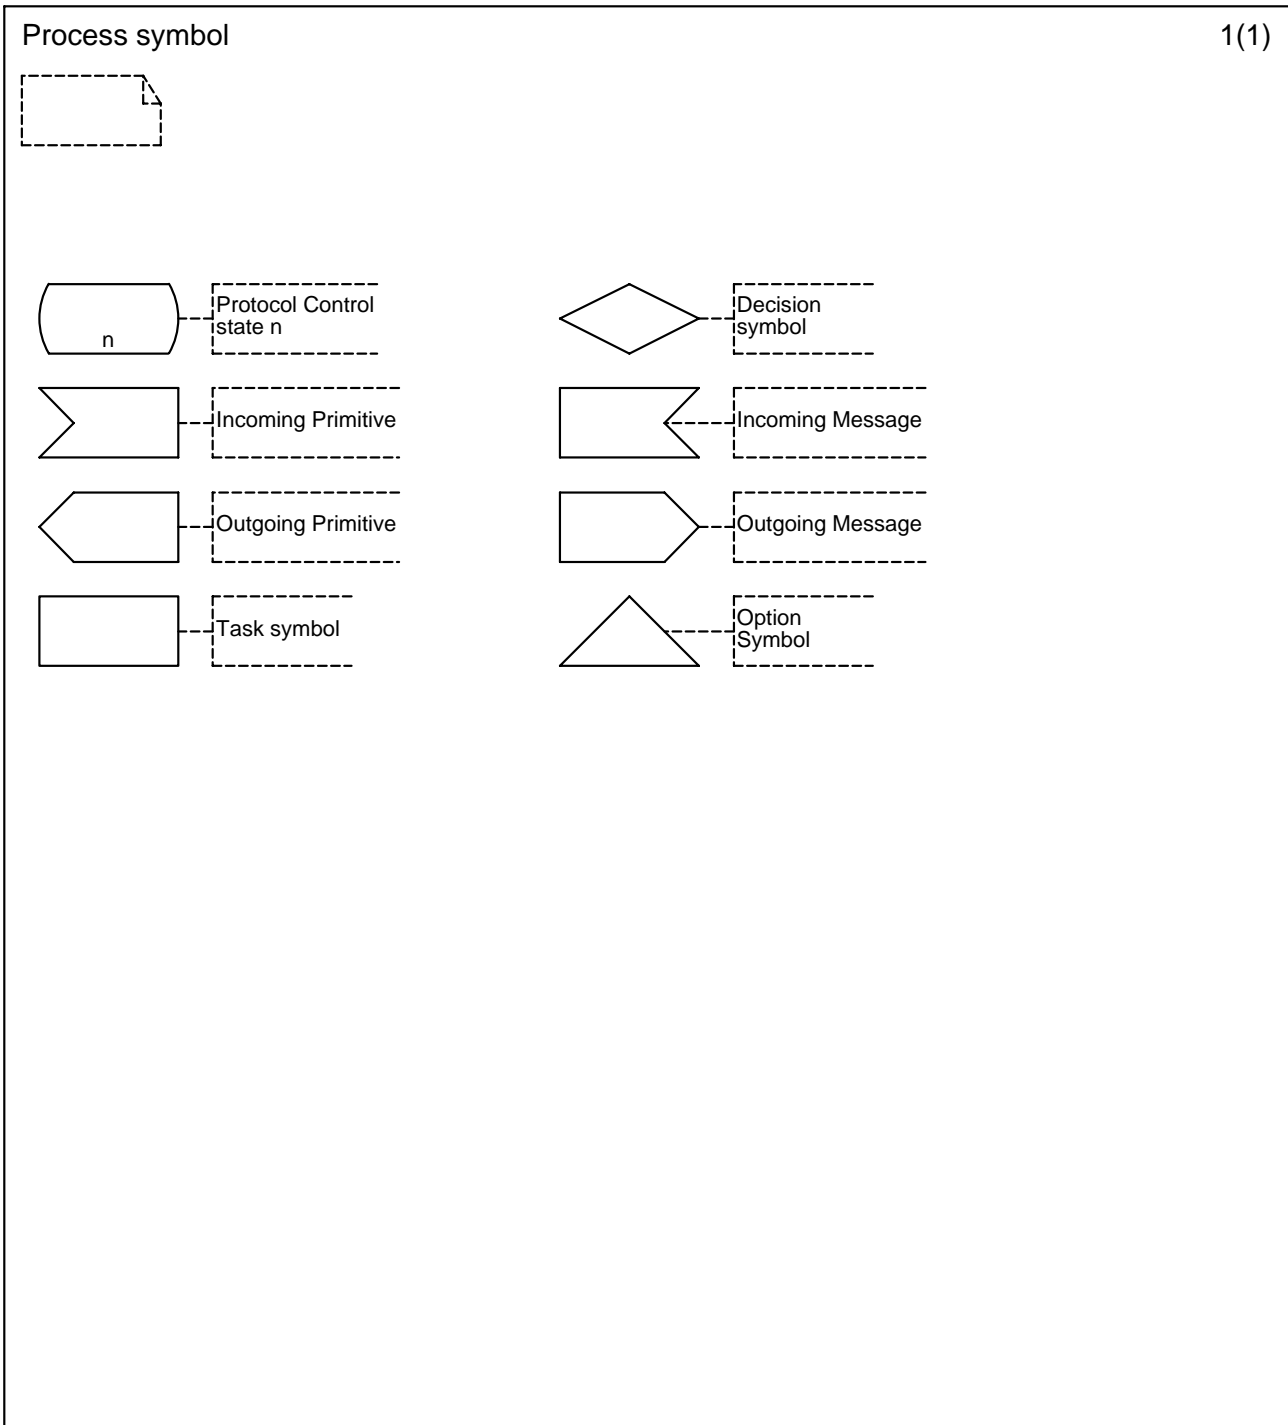 Process symbol
1(1)
n
Protocol Control
state n
Decision
symbol
Incoming Primitive
Incoming Message
Outgoing Primitive
Outgoing Message
Task symbol
Option
Symbol